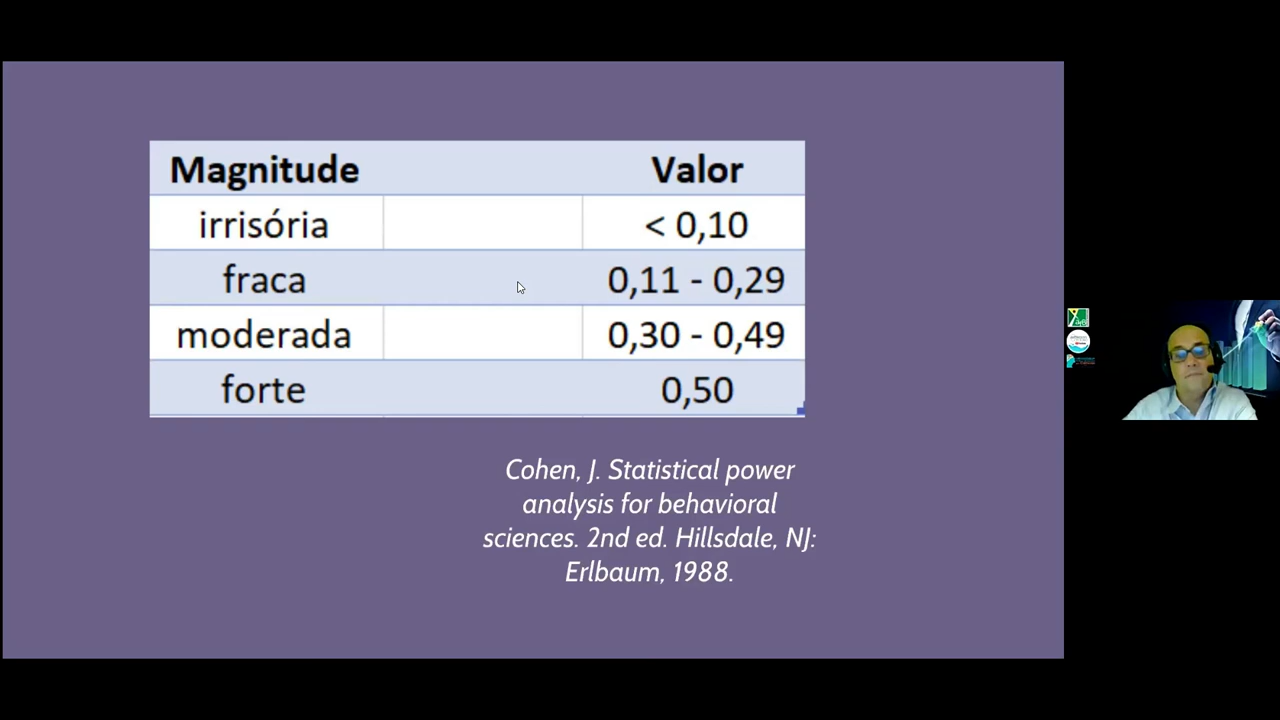 Magnitude Valor
irrisória < 0,10
fraca 0,11 - 0,29
moderada 0,30 - 0,49
forte 0,50
Cohen, J. Statistical power
analysis for behavioral
sciences. 2nd ed. Hillsdale, NJ:
Erlbaum, 1988.